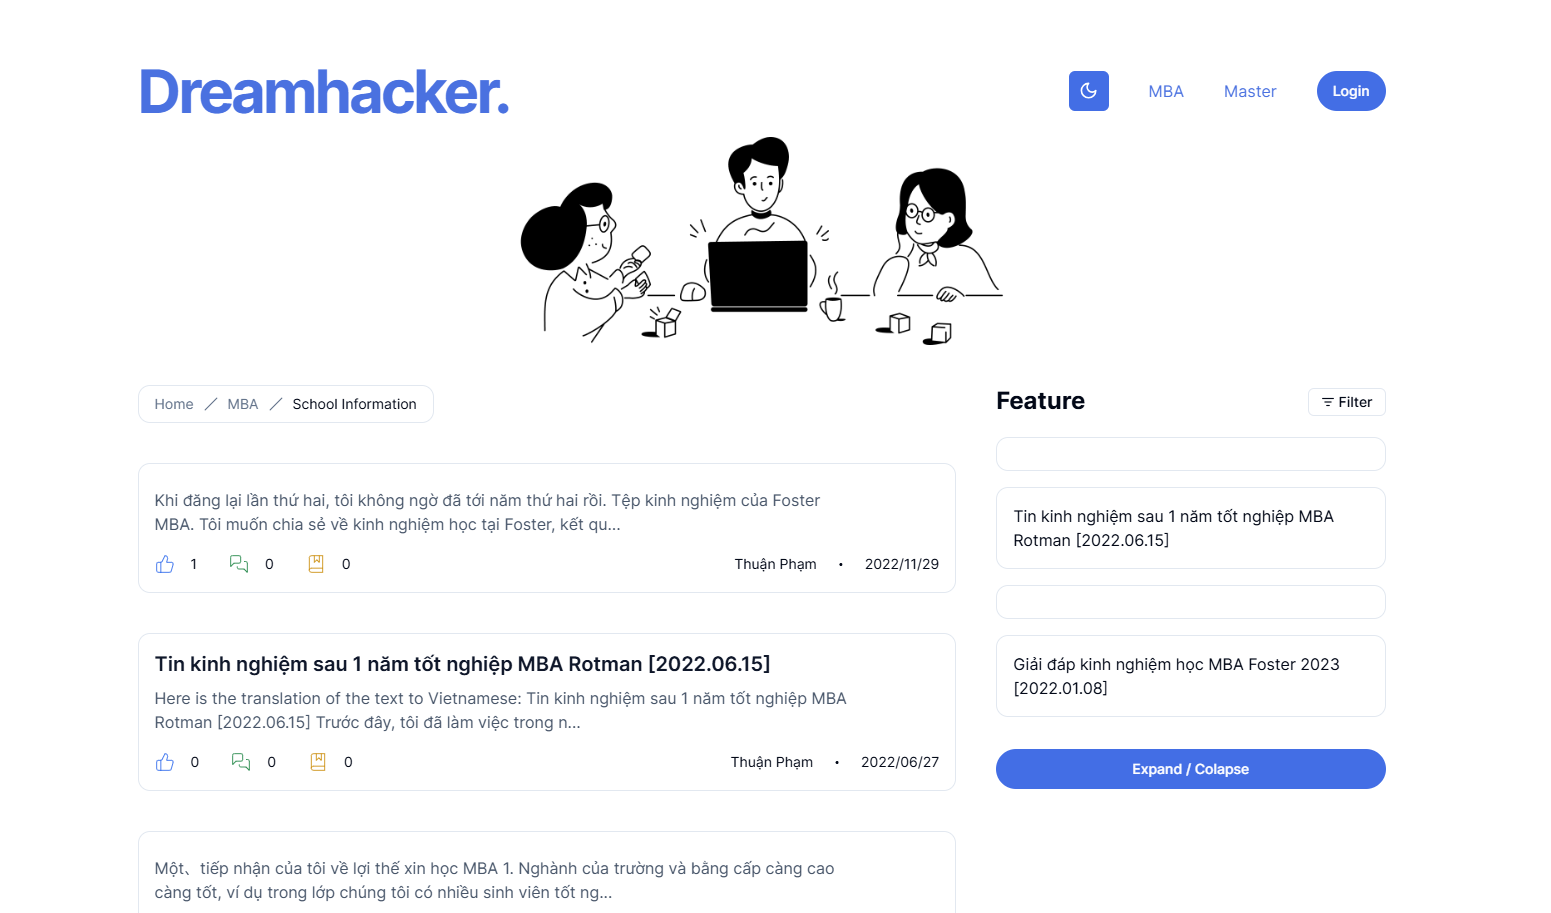 Dreamhacker.
MBA
Master
Login
Home / MBA / School Information
Khi đăng lại lần thứ hai, tôi không ngờ đã tới năm thứ hai rồi. Tệp kinh nghiệm của Foster
MBA. Tôi muốn chia sẻ về kinh nghiệm học tại Foster, kết qu...
1 0 0 Thuận Phạm • 2022/11/29
Tin kinh nghiệm sau 1 năm tốt nghiệp MBA Rotman [2022.06.15]
Here is the translation of the text to Vietnamese: Tin kinh nghiệm sau 1 năm tốt nghiệp MBA
Rotman [2022.06.15] Trước đây, tôi đã làm việc trong n...
0 0 0 Thuận Phạm • 2022/06/27
Một、tiếp nhận của tôi về lợi thế xin học MBA 1. Nghành của trường và bằng cấp càng cao
càng tốt, ví dụ trong lớp chúng tôi có nhiều sinh viên tốt ng...
Feature
Filter
Tin kinh nghiệm sau 1 năm tốt nghiệp MBA
Rotman [2022.06.15]
Giải đáp kinh nghiệm học MBA Foster 2023
[2022.01.08]
Expand / Colapse